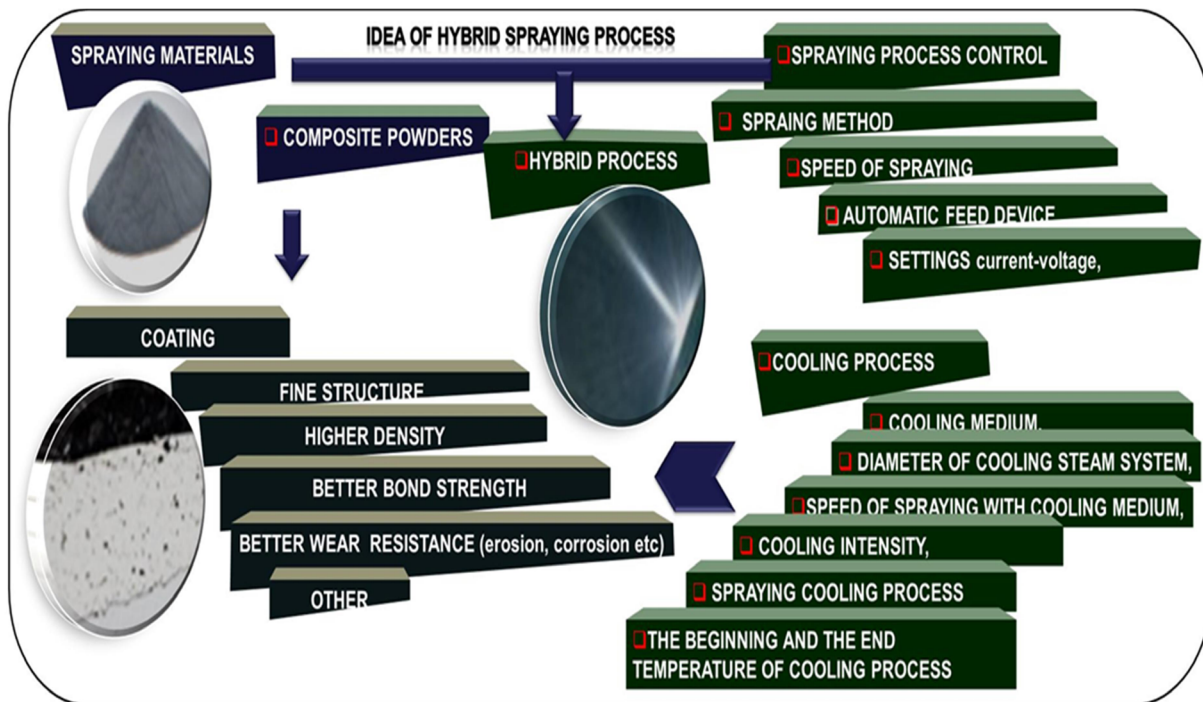 IDEA OF HYBRID SPRAYING PROCESS
SPRAYING MATERIALS
COMPOSITE POWDERS
HYBRID PROCESS
SPRAYING PROCESS CONTROL
SPRAING METHOD
SPEED OF SPRAYING
AUTOMATIC FEED DEVICE
SETTINGS current-voltage,
COATING
FINE STRUCTURE
HIGHER DENSITY
BETTER BOND STRENGTH
BETTER WEAR RESISTANCE (erosion, corrosion etc)
OTHER
COOLING PROCESS
COOLING MEDIUM,
DIAMETER OF COOLING STEAM SYSTEM,
SPEED OF SPRAYING WITH COOLING MEDIUM,
COOLING INTENSITY,
SPRAYING COOLING PROCESS
THE BEGINNING AND THE END
TEMPERATURE OF COOLING PROCESS